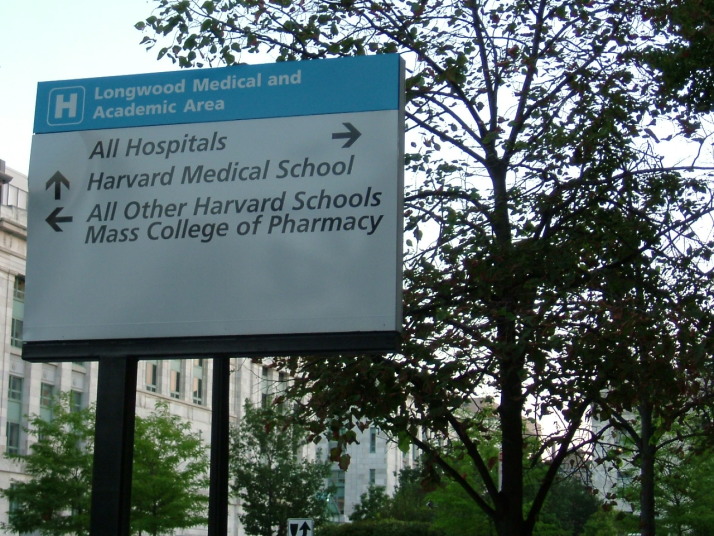 H
Longwood Medical and
Academic Area
All Hospitals →
↑ Harvard Medical School
← All Other Harvard Schools
Mass College of Pharmacy